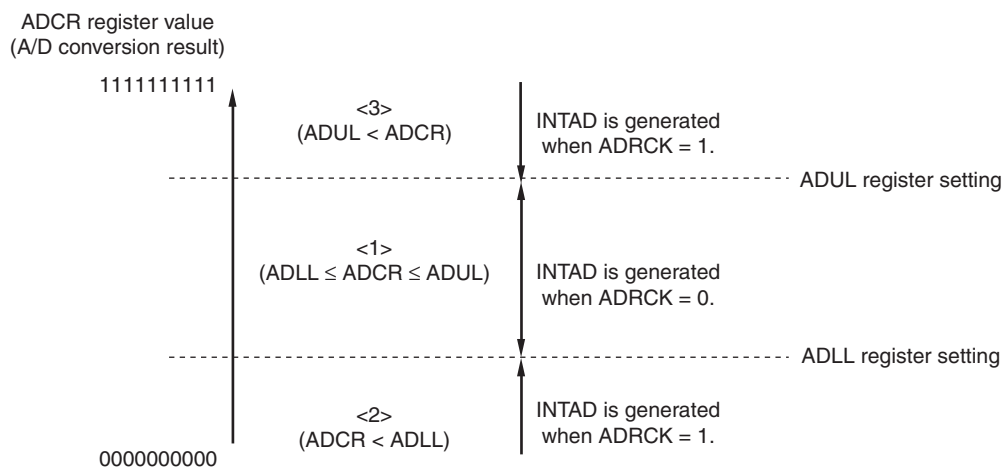 ADCR register value
(A/D conversion result)
1111111111
<3>
(ADUL < ADCR)
INTAD is generated
when ADRCK = 1.
ADUL register setting
<1>
(ADLL ≤ ADCR ≤ ADUL)
INTAD is generated
when ADRCK = 0.
ADLL register setting
<2>
(ADCR < ADLL)
INTAD is generated
when ADRCK = 1.
0000000000